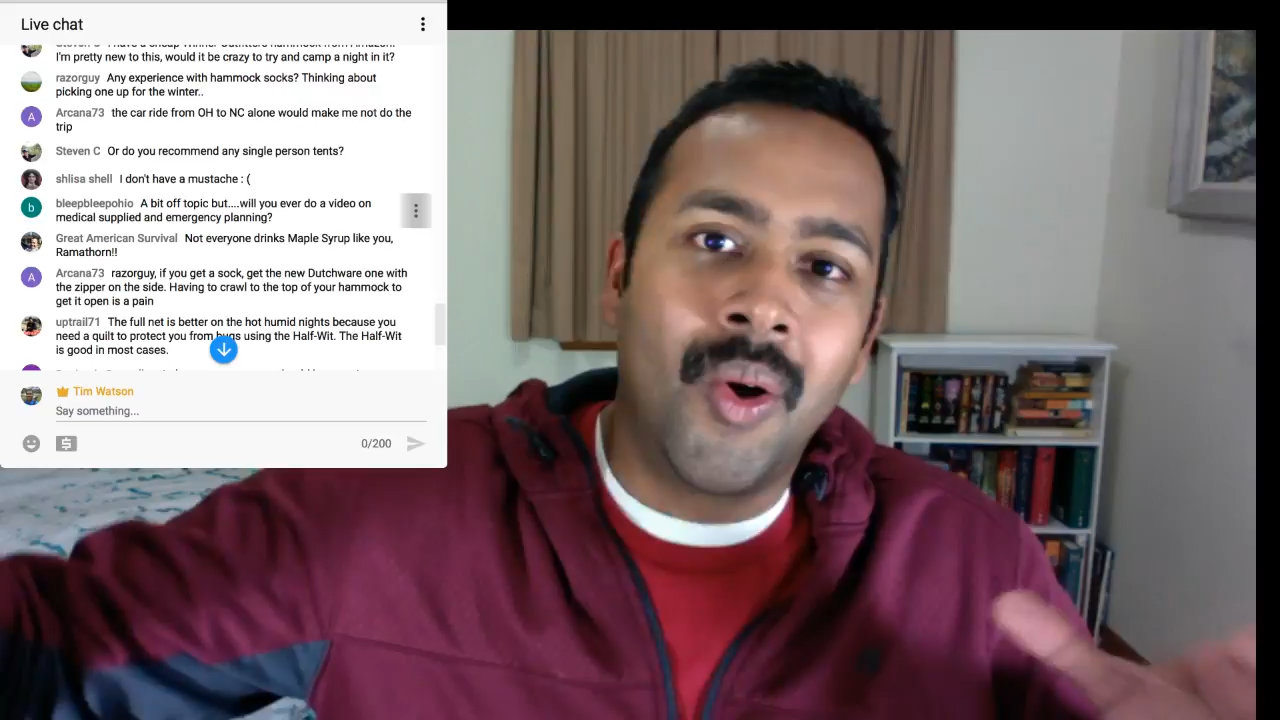 Live chat
I'm pretty new to this, would it be crazy to try and camp a night in it?
razorguy Any experience with hammock socks? Thinking about
picking one up for the winter..
A
Arcana73 the car ride from OH to NC alone would make me not do the
trip
Steven C Or do you recommend any single person tents?
shlisa shell I don't have a mustache : (
b
bleepbleepohio A bit off topic but....will you ever do a video on
medical supplied and emergency planning?
Great American Survival Not everyone drinks Maple Syrup like you,
Ramathorn!!
A
Arcana73 razorguy, if you get a sock, get the new Dutchware one with
the zipper on the side. Having to crawl to the top of your hammock to
get it open is a pain
uptrail71 The full net is better on the hot humid nights because you
need a quilt to protect you from bugs using the Half-Wit. The Half-Wit
is good in most cases.
Tim Watson
Say something...
$
0/200